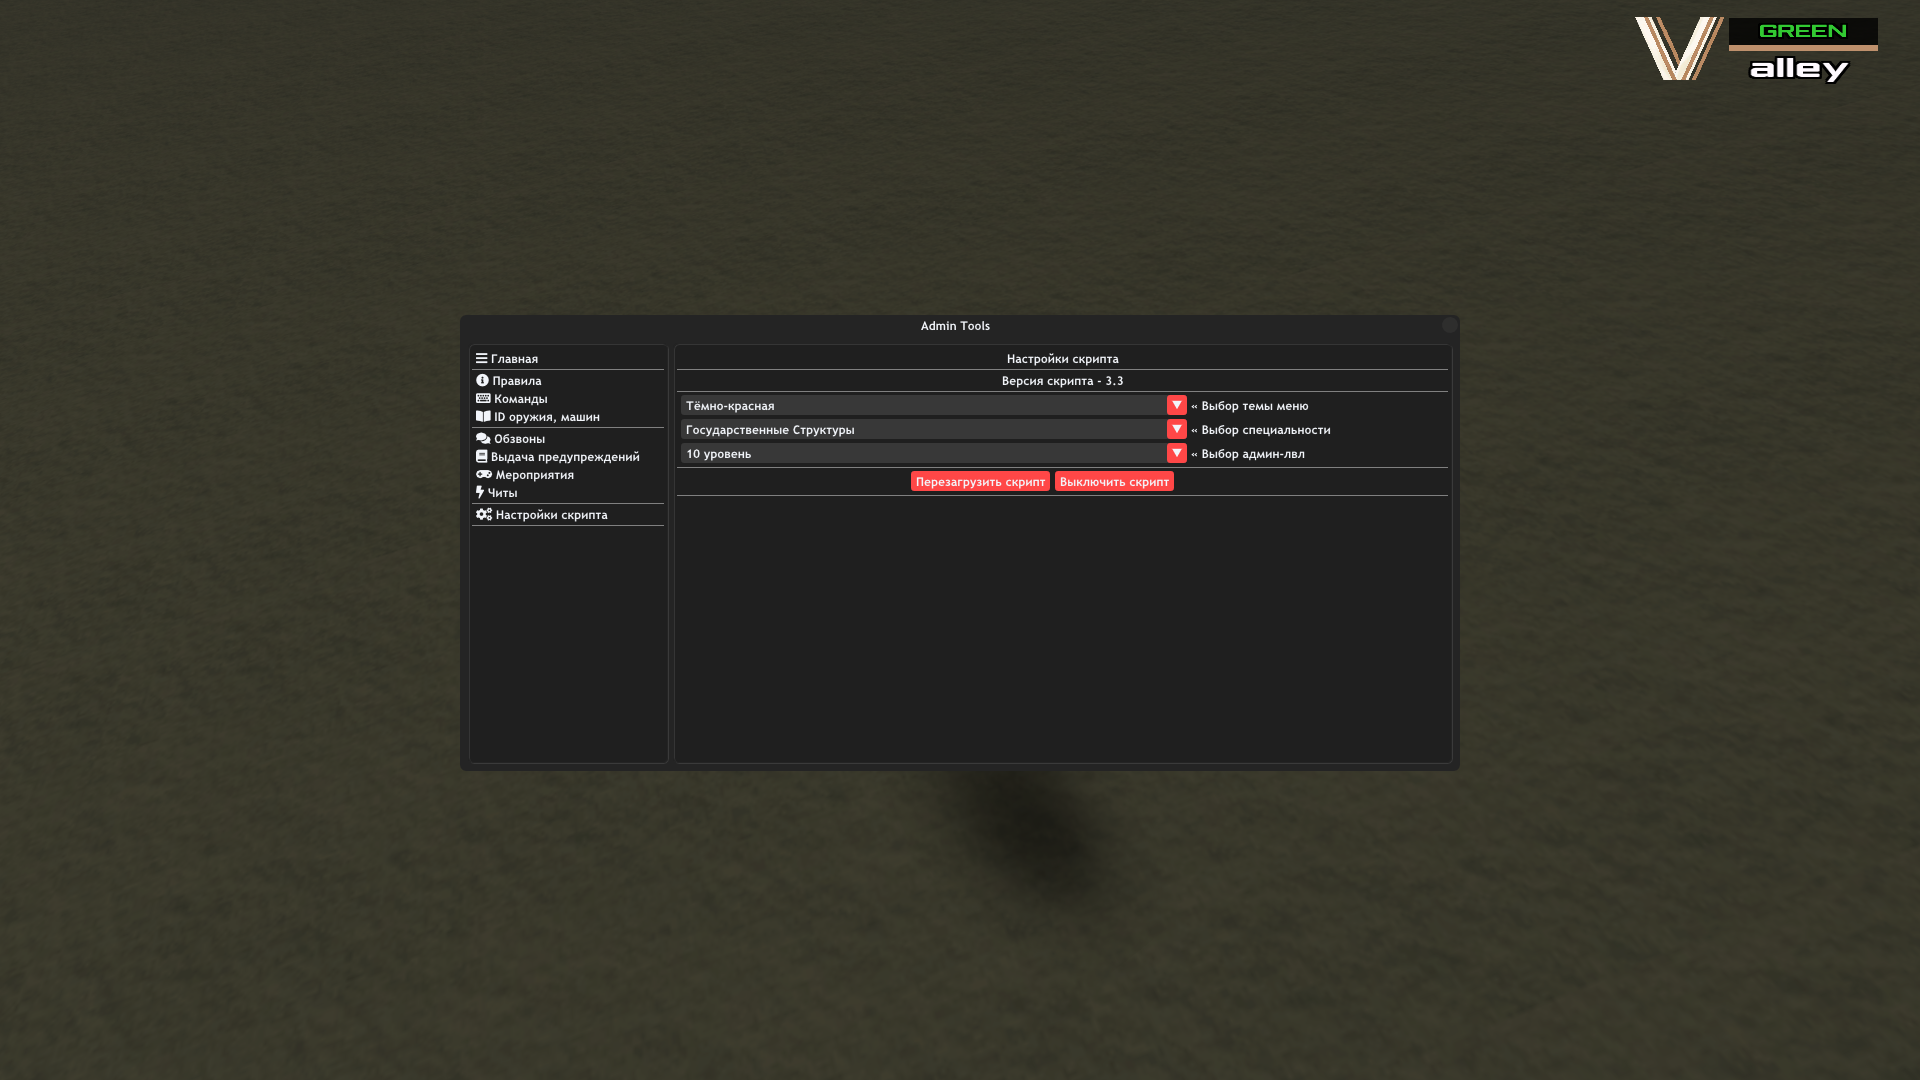 GREEN
alley
Admin Tools
Главная
Правила
Команды
ID оружия, машин
Обзвоны
Выдача предупреждений
Мероприятия
Читы
Настройки скрипта
Настройки скрипта
Версия скрипта - 3.3
Тёмно-красная « Выбор темы меню
Государственные Структуры « Выбор специальности
10 уровень « Выбор админ-лвл
Перезагрузить скрипт Выключить скрипт